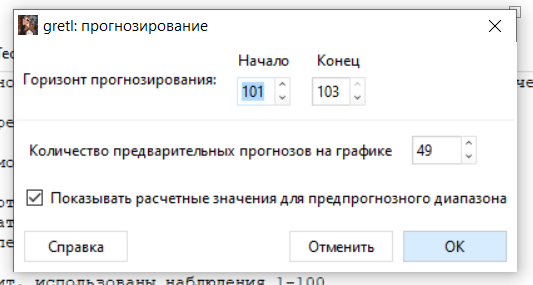 gretl: прогнозирование
Начало Конец
Горизонт прогнозирования: 101 103
Количество предварительных прогнозов на графике 49
Показывать расчетные значения для предпрогнозного диапазона
Справка Отменить OK
использованы наблюдения 1-100